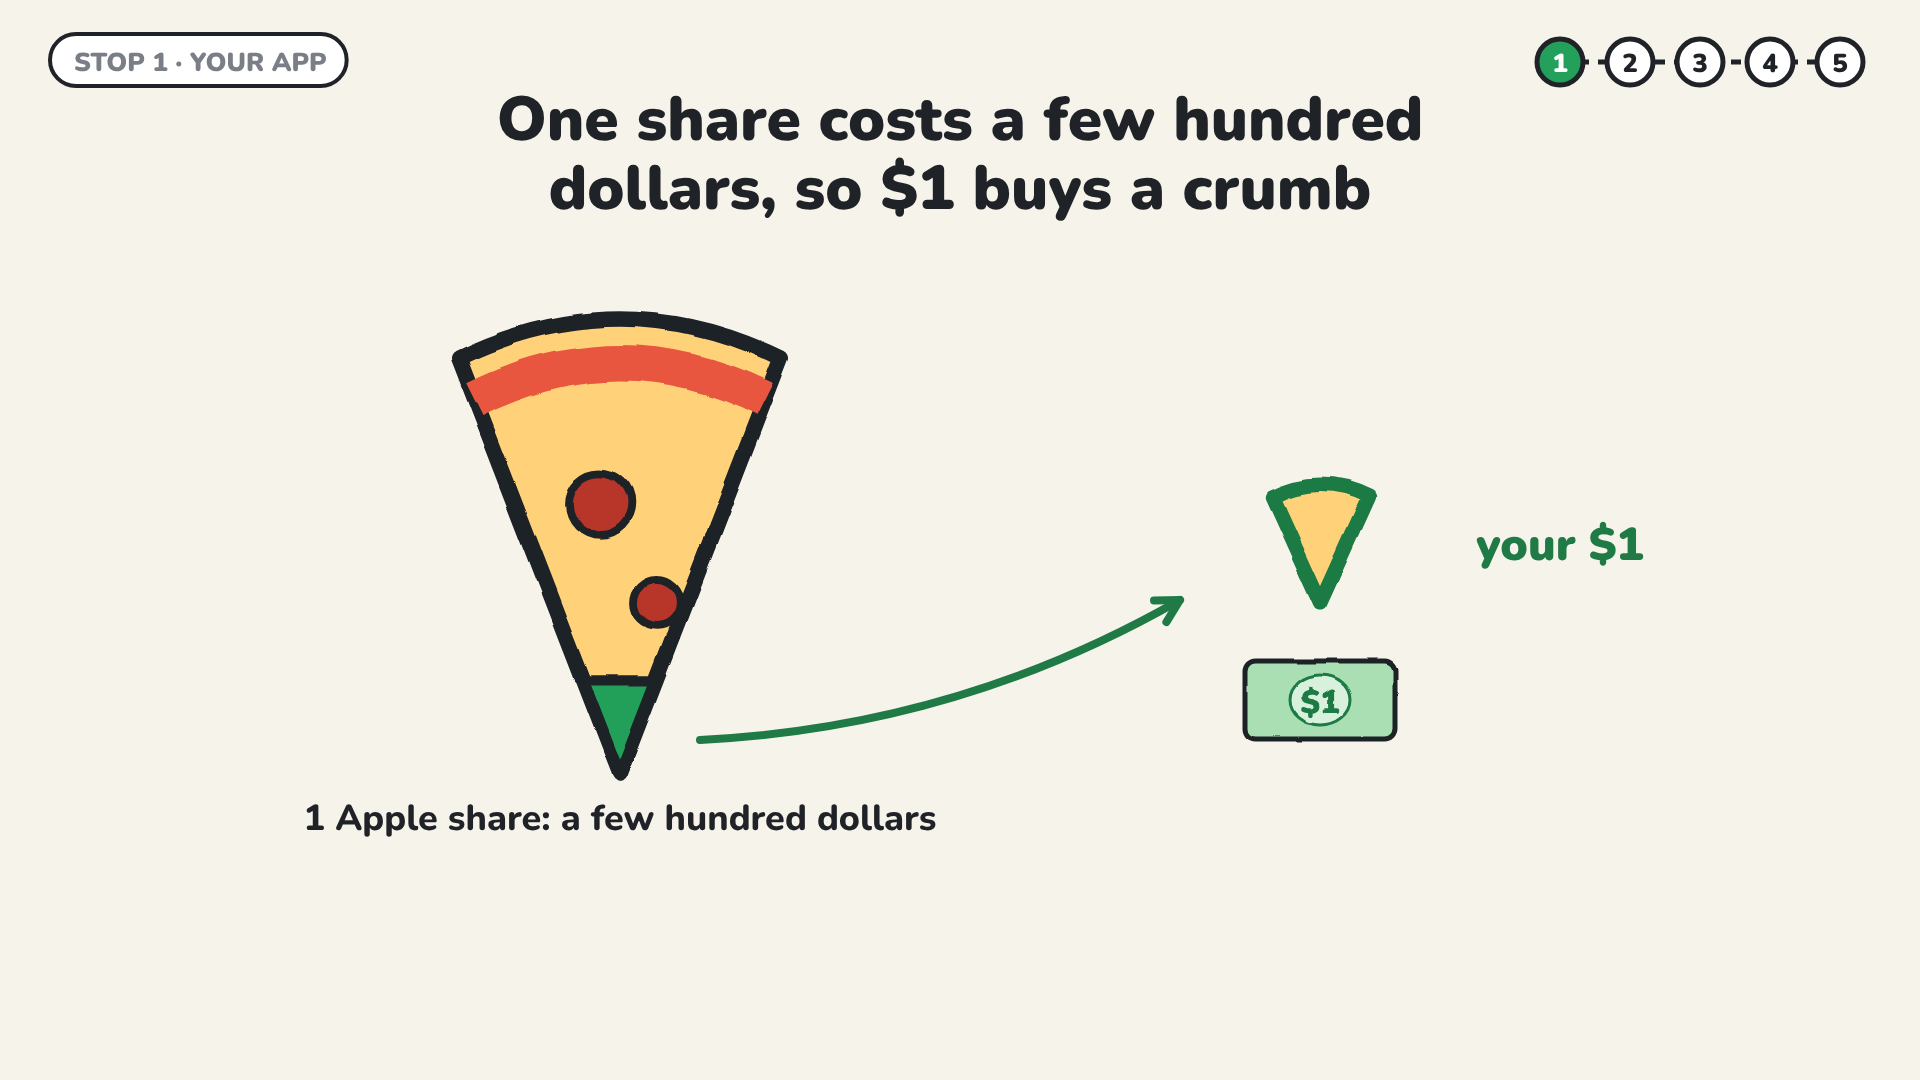 STOP 1 · YOUR APP
1 2 3 4 5
One share costs a few hundred
dollars, so $1 buys a crumb
your $1
$1
1 Apple share: a few hundred dollars